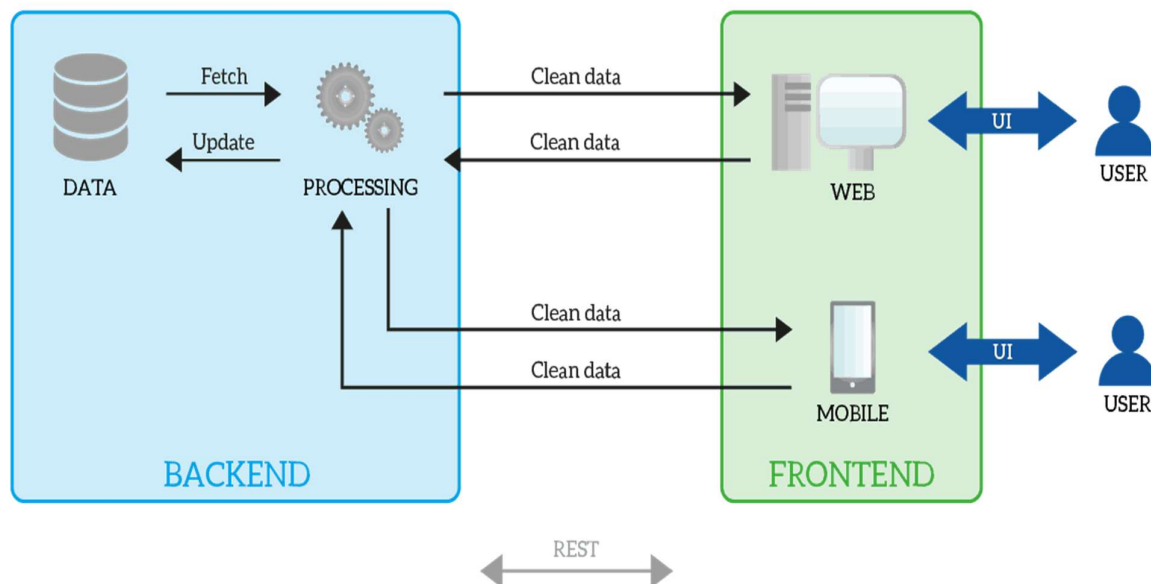 Fetch
Clean data
Update
Clean data
UI
DATA
PROCESSING
WEB
USER
Clean data
Clean data
UI
MOBILE
USER
BACKEND
FRONTEND
REST